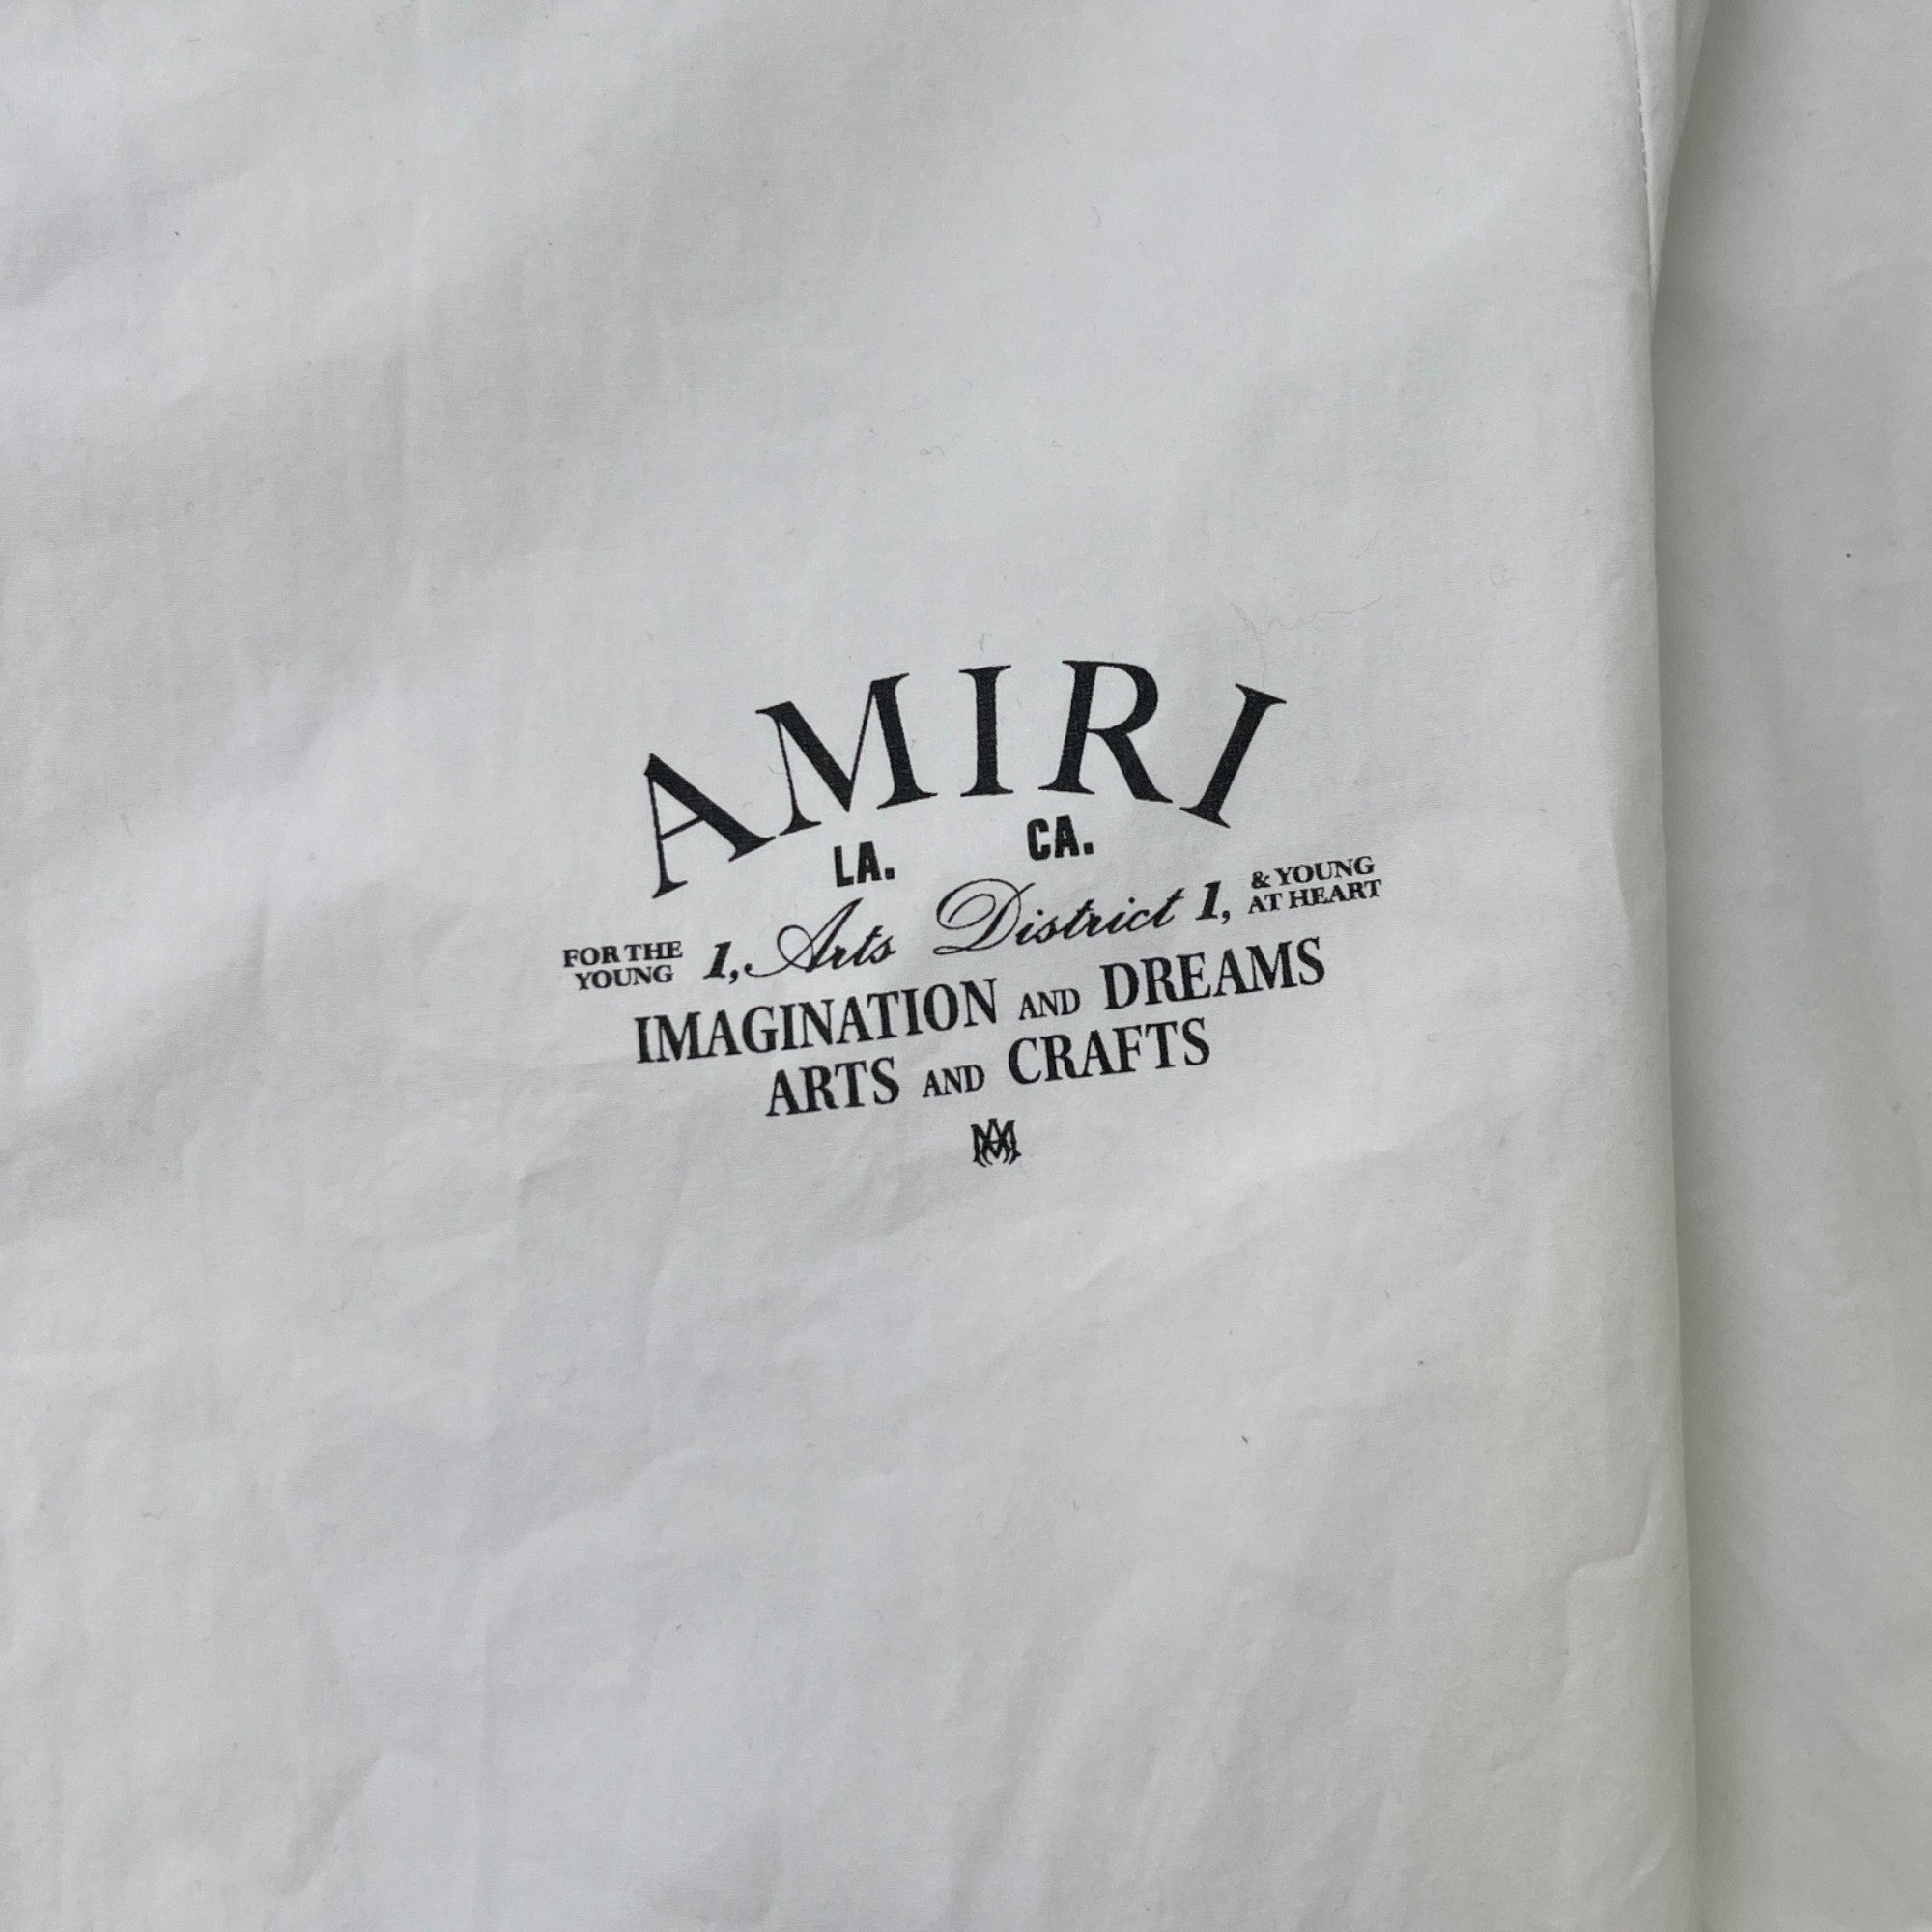 AMIRI
LA. CA.
FOR THE YOUNG 1, Arts District 1, & YOUNG AT HEART
IMAGINATION AND DREAMS
ARTS AND CRAFTS
MA